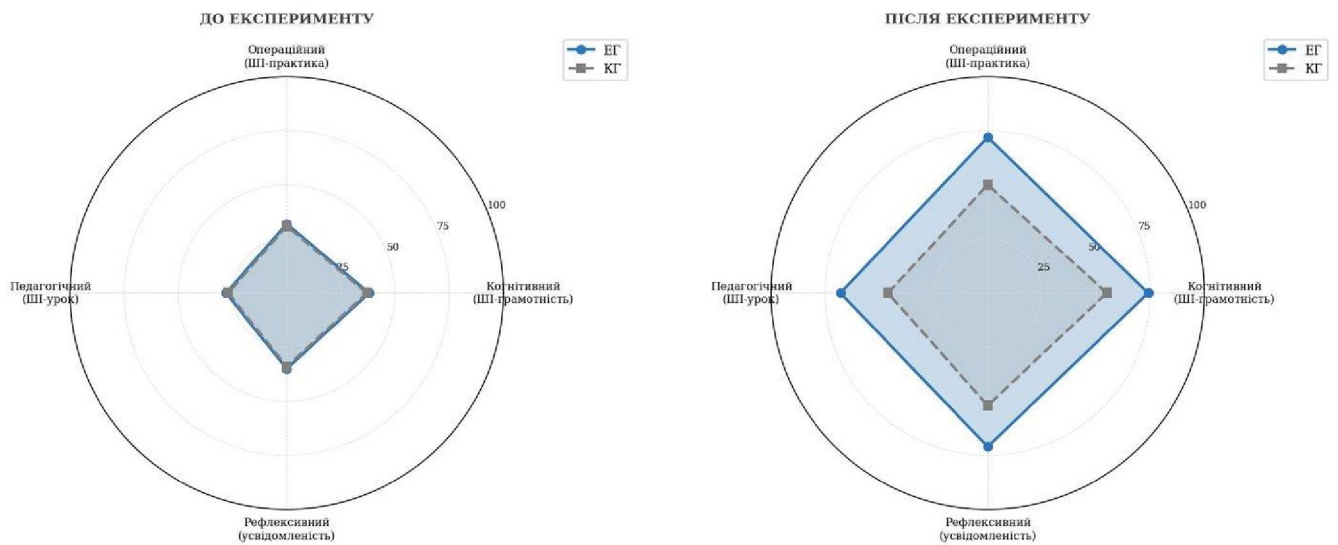 ДО ЕКСПЕРИМЕНТУ
ЕГ
КГ
Операційний
(ШІ-практика)
100
75
50
25
Педагогічний
(ШІ-урок)
Когнітивний
(ШІ-грамотність)
Рефлексивний
(усвідомленість)
ПІСЛЯ ЕКСПЕРИМЕНТУ
ЕГ
КГ
Операційний
(ШІ-практика)
100
75
50
25
Педагогічний
(ШІ-урок)
Когнітивний
(ШІ-грамотність)
Рефлексивний
(усвідомленість)